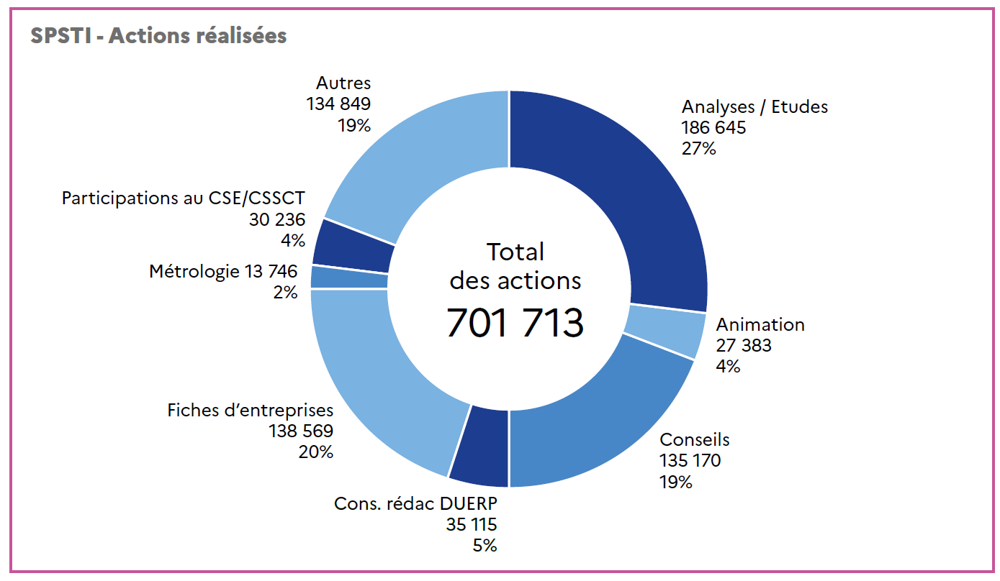 SPSTI - Actions réalisées
Autres
134 849
19%
Analyses / Etudes
186 645
27%
Participations au CSE/CSSCT
30 236
4%
Métrologie 13 746
2%
Total
des actions
701 713
Animation
27 383
4%
Fiches d’entreprises
138 569
20%
Conseils
135 170
19%
Cons. rédac DUERP
35 115
5%